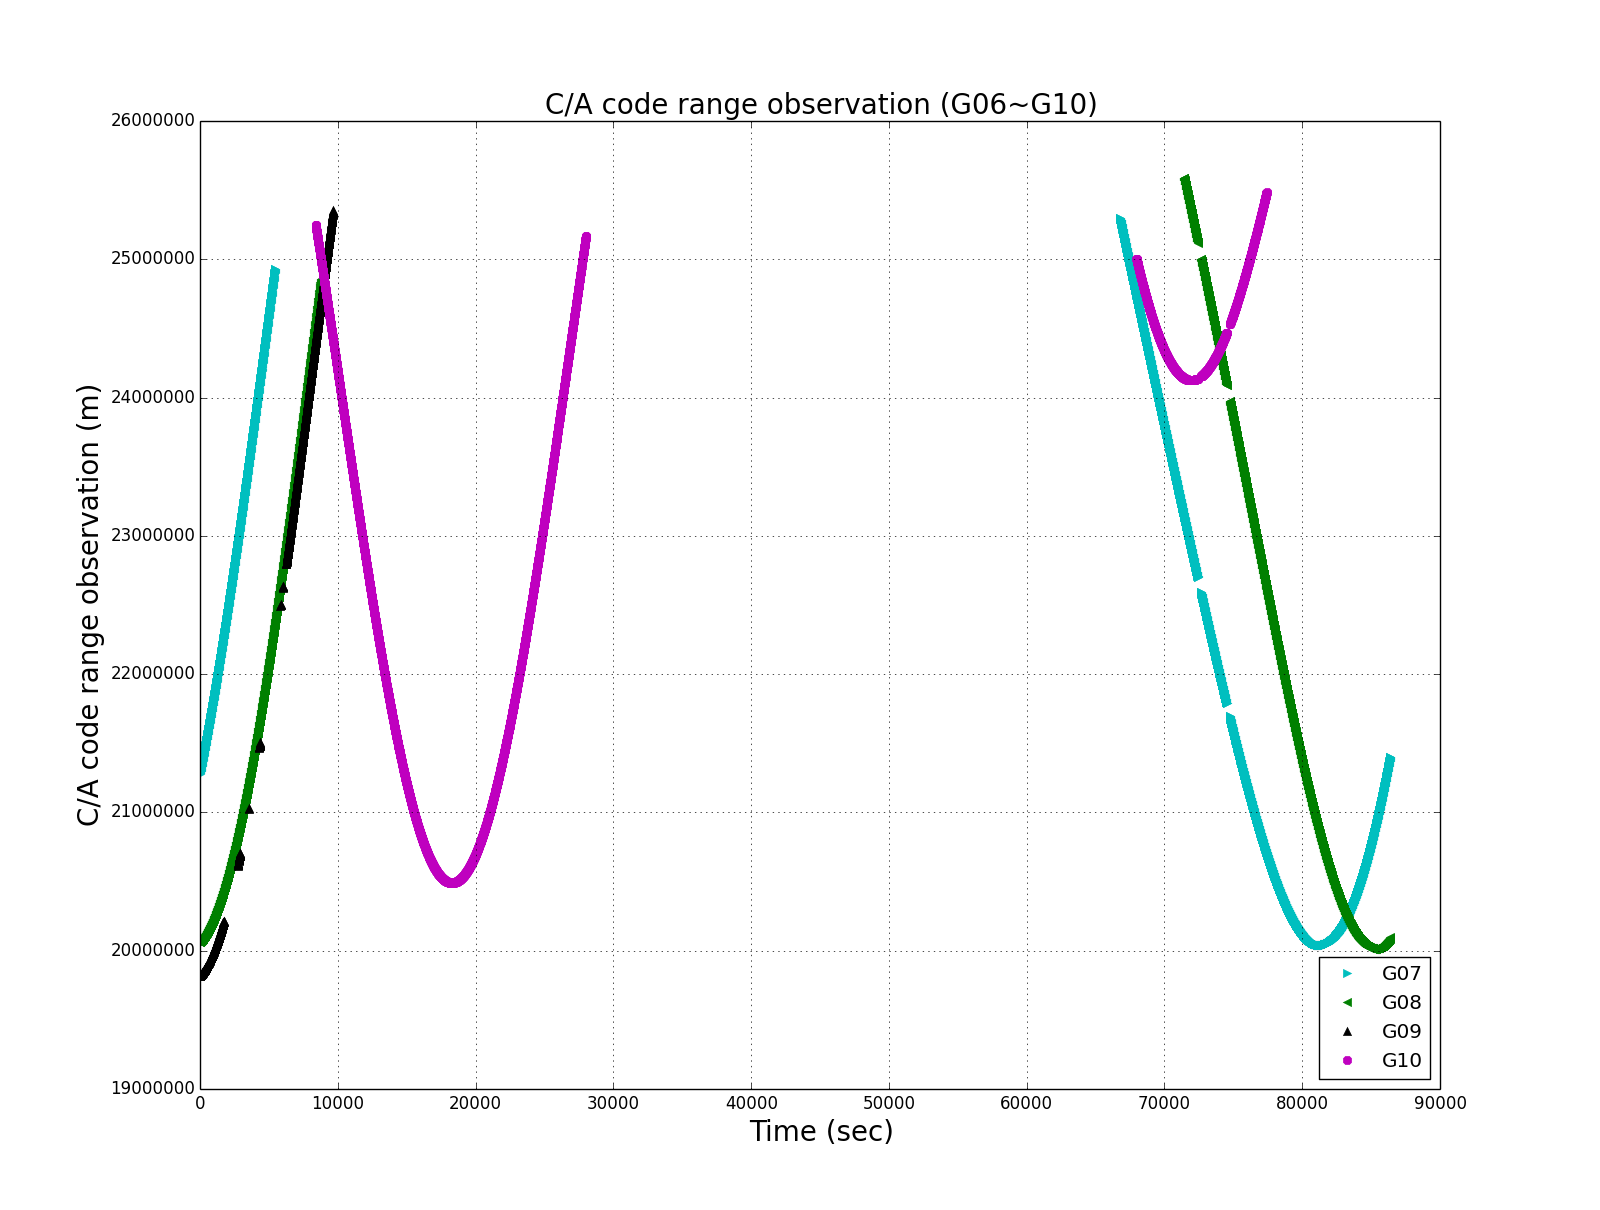 C/A code range observation (G06~G10)
C/A code range observation (m)
26000000
25000000
24000000
23000000
22000000
21000000
20000000
19000000
0 10000 20000 30000 40000 50000 60000 70000 80000 90000
Time (sec)
G07
G08
G09
G10